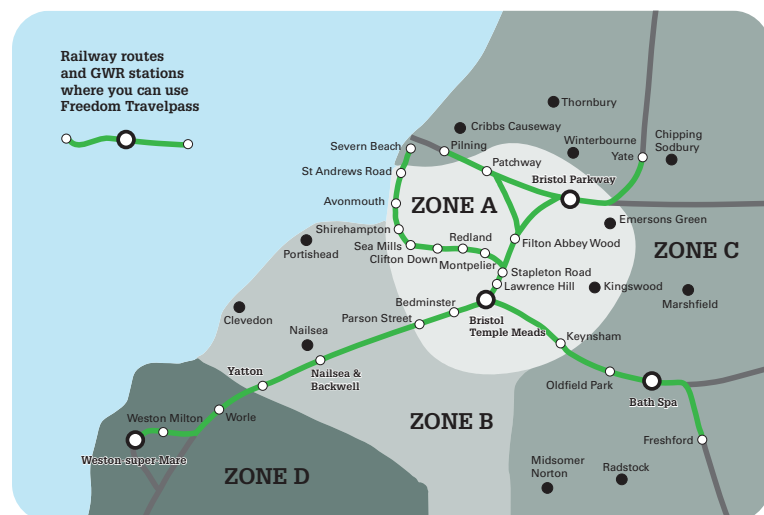 Railway routes
and GWR stations
where you can use
Freedom Travelpass
Thornbury
Cribbs Causeway
Severn Beach
Pilning
Winterbourne
Chipping
Sodbury
Yate
Patchway
St Andrews Road
Bristol Parkway
Avonmouth
ZONE A
Emersons Green
Shirehampton
Redland
Filton Abbey Wood
Sea Mills
ZONE C
Portishead
Clifton Down
Montpelier
Stapleton Road
Lawrence Hill
Kingswood
Marshfield
Bedminster
Clevedon
Parson Street
Bristol
Temple Meads
Nailsea
Keynsham
Yatton
Nailsea &
Backwell
Oldfield Park
Bath Spa
Weston Milton
Worle
ZONE B
Freshford
Weston-super-Mare
ZONE D
Midsomer
Norton
Radstock